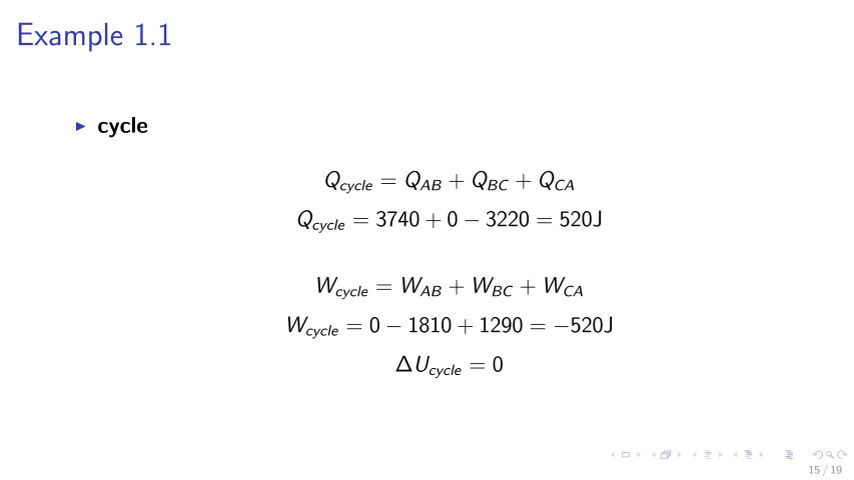 Example 1.1
▶ cycle
Q_cycle = Q_AB + Q_BC + Q_CA
Q_cycle = 3740 + 0 − 3220 = 520J
W_cycle = W_AB + W_BC + W_CA
W_cycle = 0 − 1810 + 1290 = −520J
ΔU_cycle = 0
15 / 19